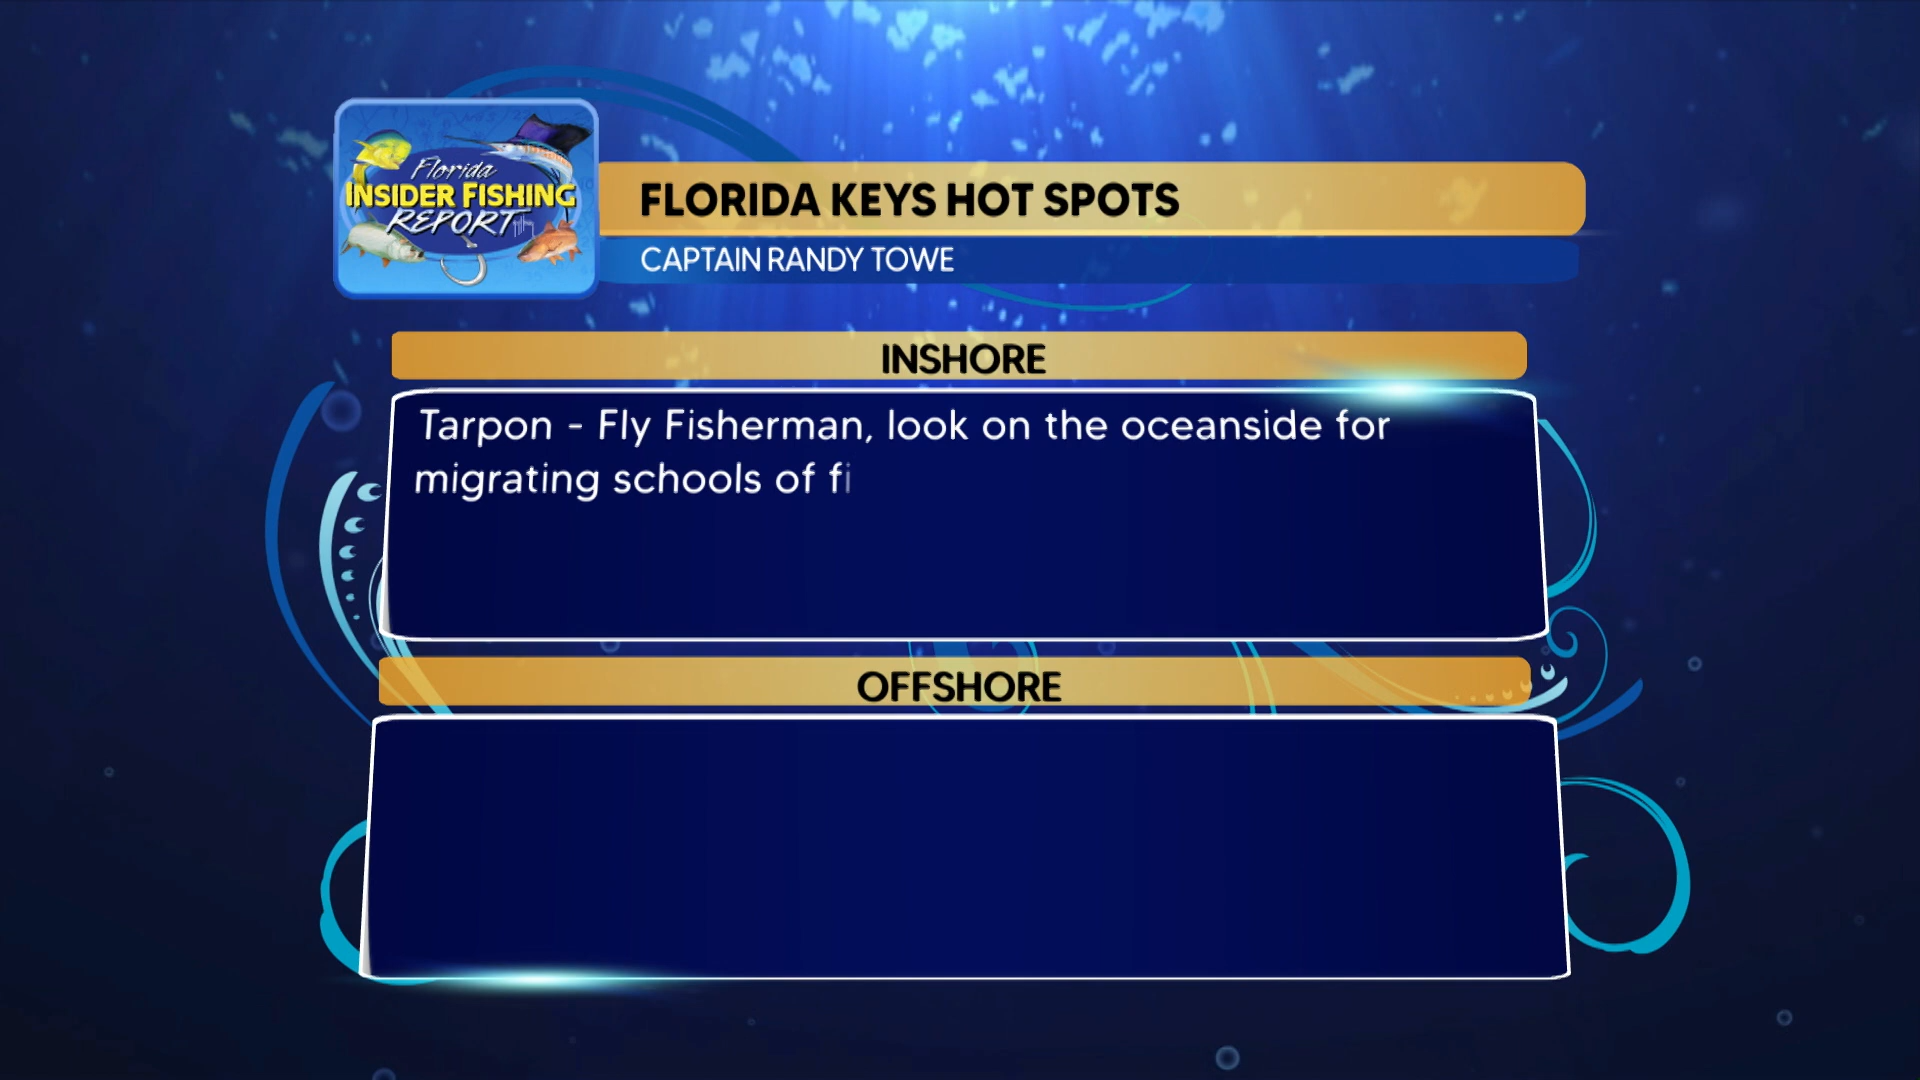 Florida
INSIDER FISHING
REPORT
FLORIDA KEYS HOT SPOTS
CAPTAIN RANDY TOWE
INSHORE
Tarpon - Fly Fisherman, look on the oceanside for
migrating schools of fi
OFFSHORE